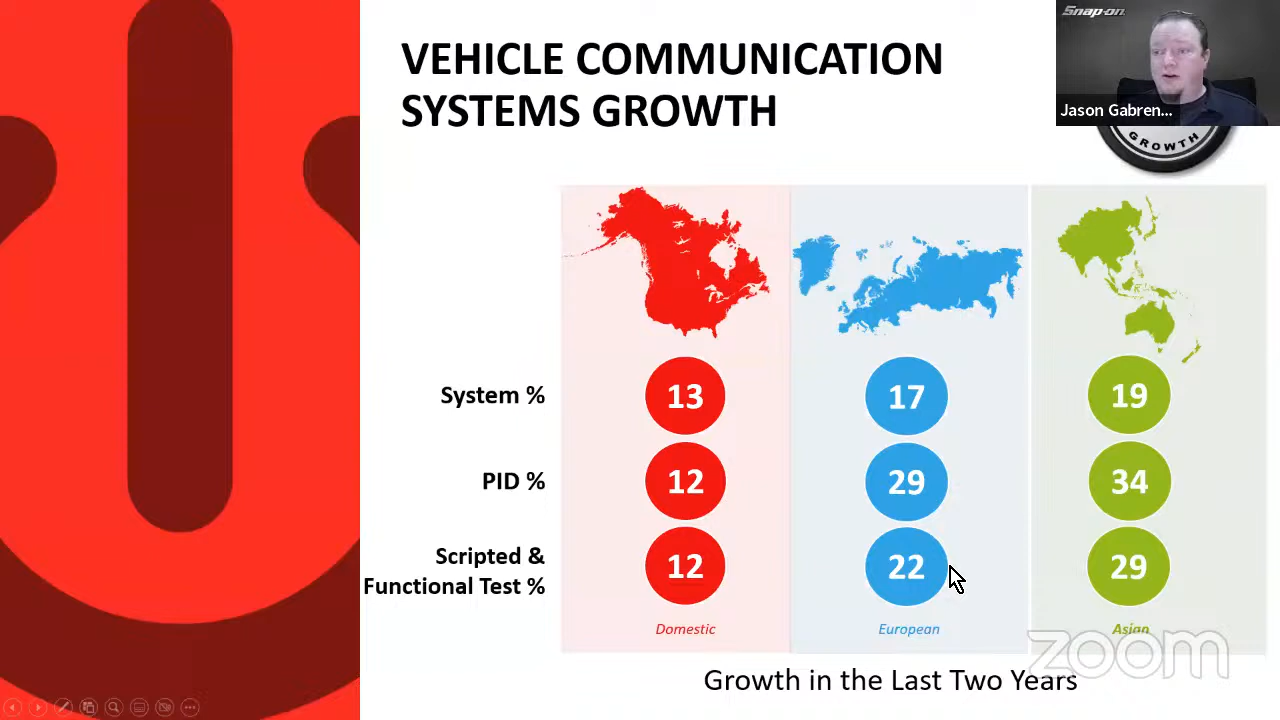 VEHICLE COMMUNICATION
SYSTEMS GROWTH
Snap-on
Jason Gabren...
GROWTH
System %
13
17
19
PID %
12
29
34
Scripted &
Functional Test %
12
22
29
Domestic
European
Asian
zoom
Growth in the Last Two Years